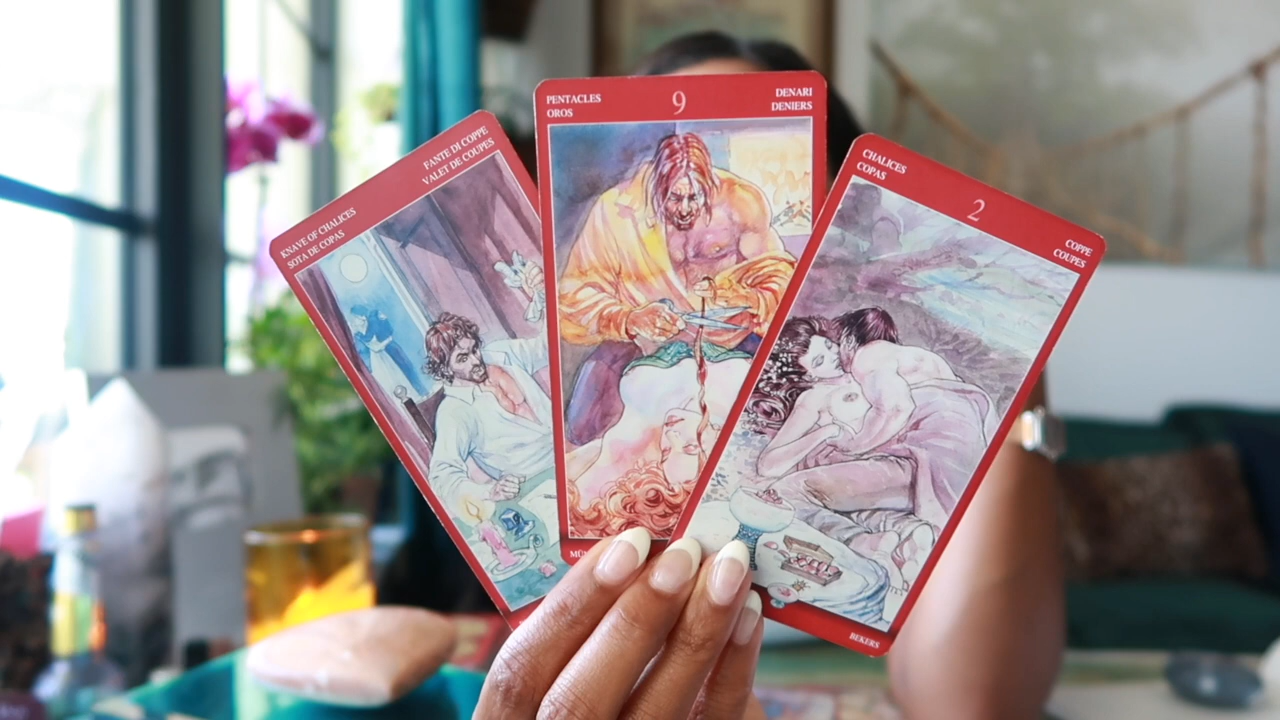 KNAVE OF CHALICES
SOTA DE COPAS
FANTE DI COPPE
VALET DE COUPES
PENTACLES
OROS
9
DENARI
DENIERS
CHALICES
COPAS
2
COPPE
COUPES
BEKERS